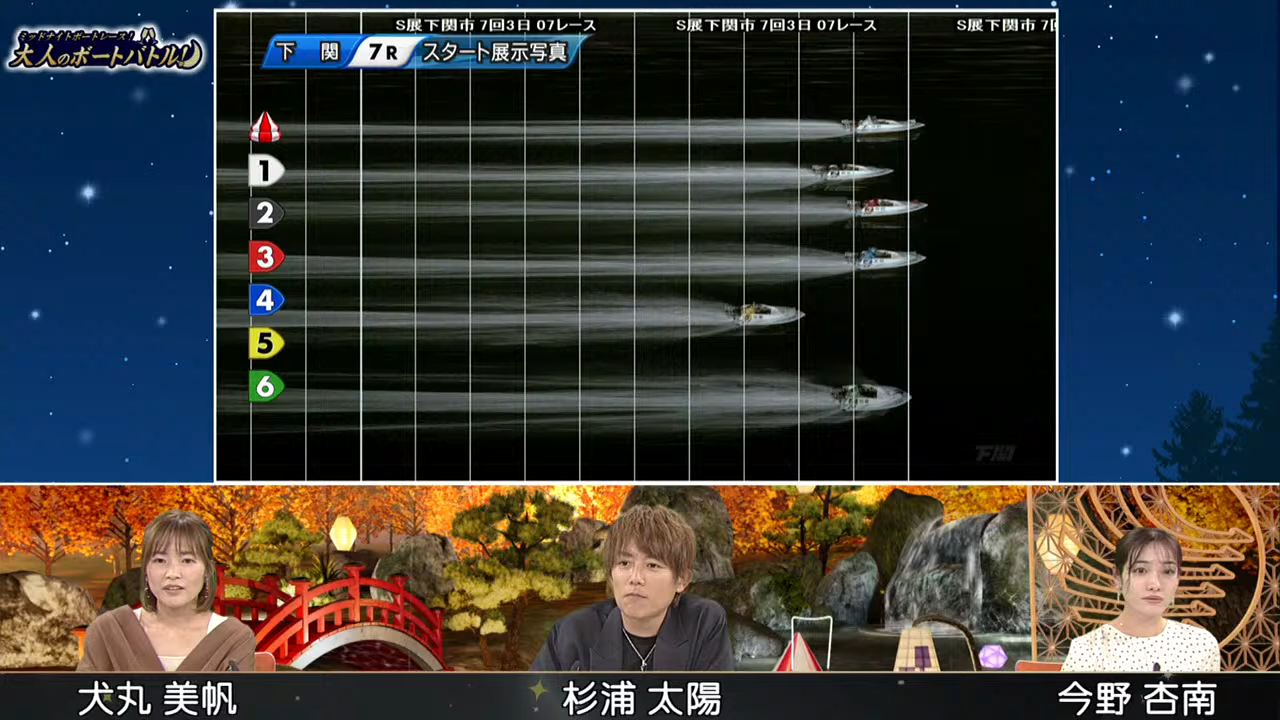 ミッドナイトボートレース!
大人のボートバトル!
S展下関市 7回3日 07レース
S展下関市 7回3日 07レース
S展下関市 7回
下関 7R スタート展示写真
1
2
3
4
5
6
下関
犬丸 美帆
杉浦 太陽
今野 杏南